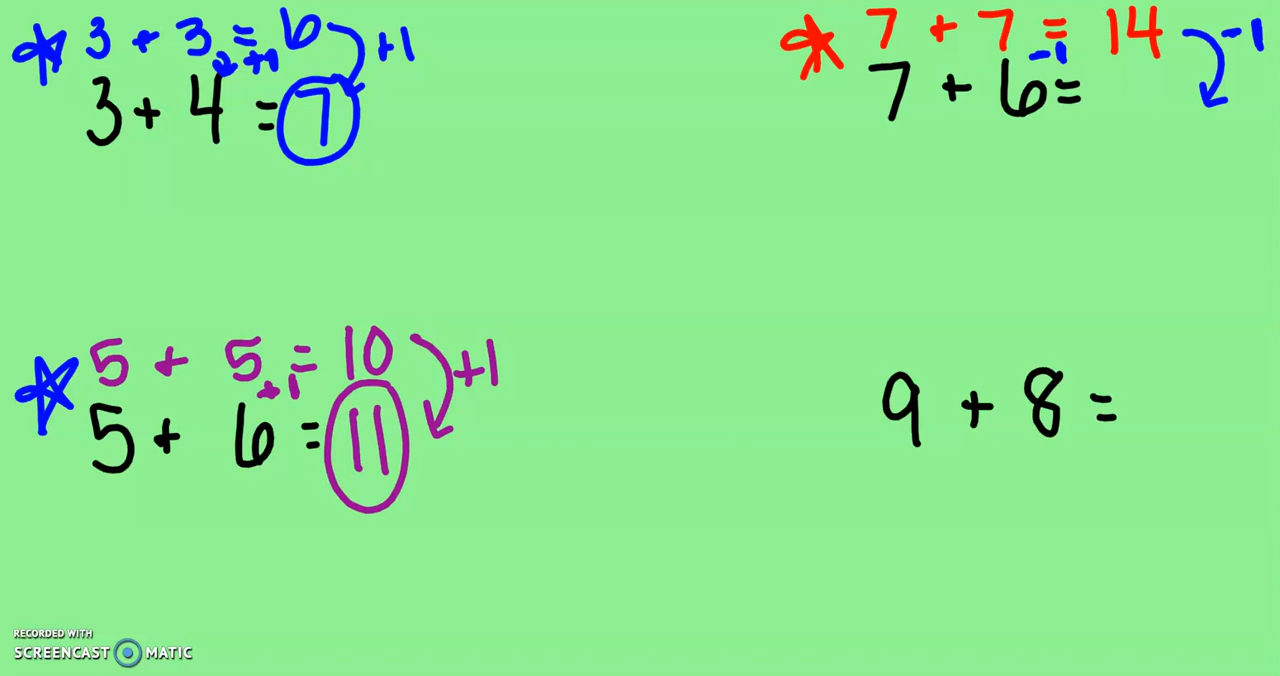 3 + 3 = 6 +1
+1
3 + 4 = 7
7 + 7 = 14 -1
-1
7 + 6 =
5 + 5 = 10 +1
+1
5 + 6 = 11
9 + 8 =
RECORDED WITH
SCREENCAST MATIC